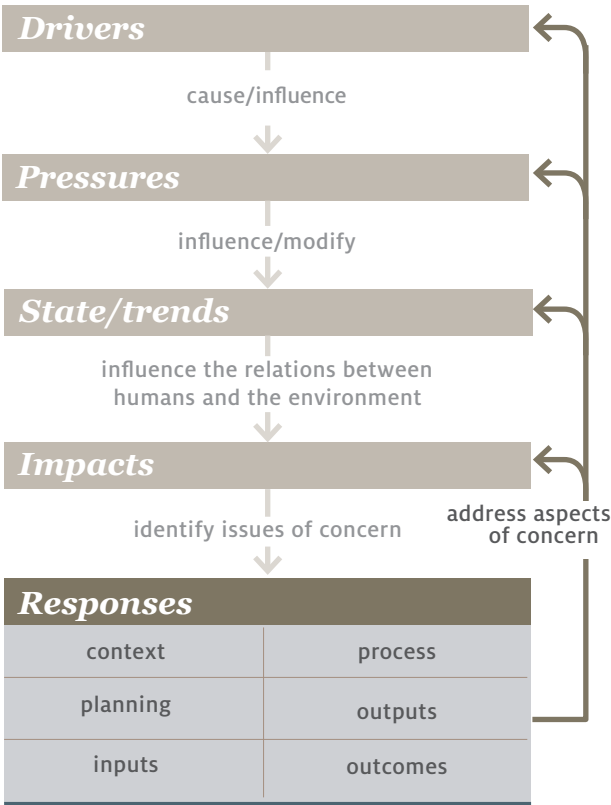 Drivers
cause/influence
Pressures
influence/modify
State/trends
influence the relations between
humans and the environment
Impacts
identify issues of concern
address aspects
of concern
Responses
context
process
planning
outputs
inputs
outcomes